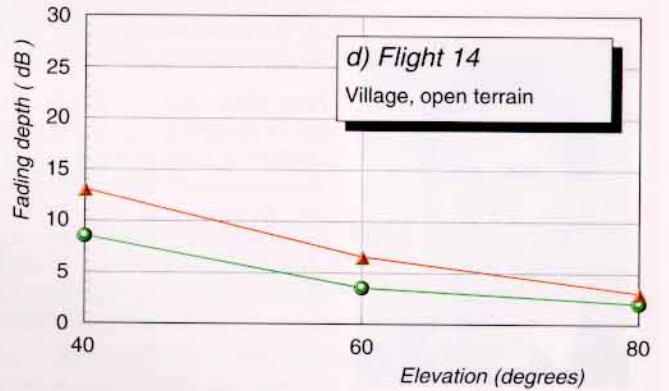 30
25
20
15
10
5
0
Fading depth ( dB )
d) Flight 14
Village, open terrain
40
60
80
Elevation (degrees)